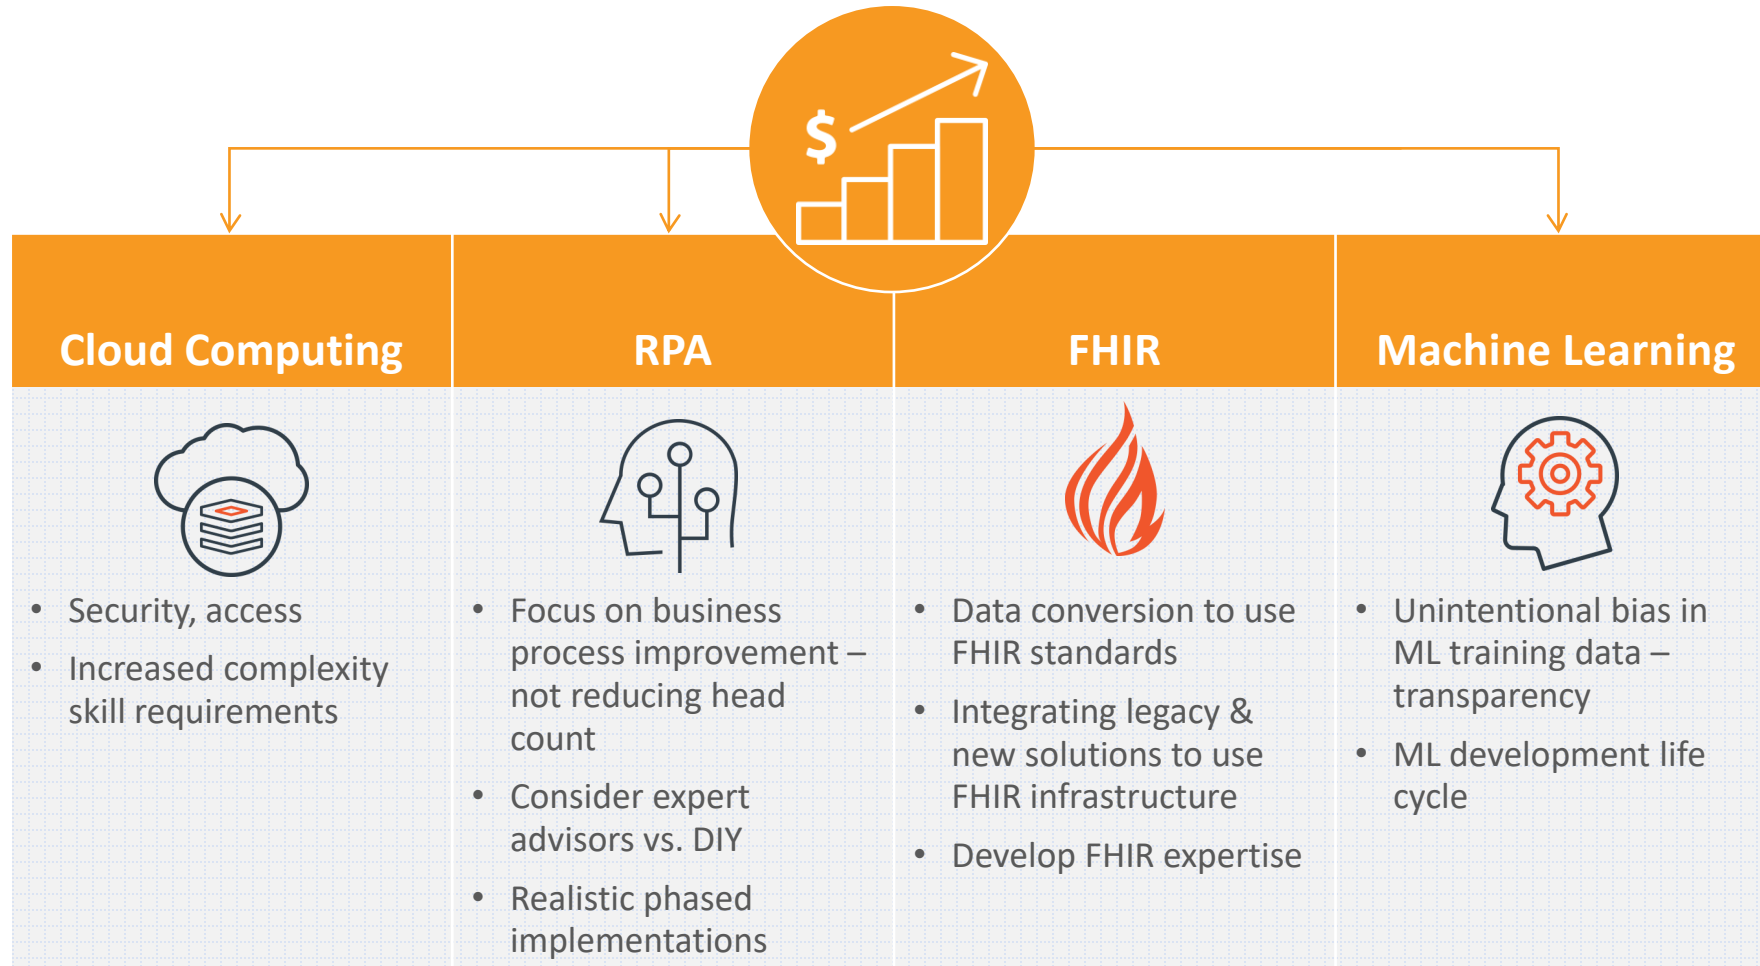 $
Cloud Computing
RPA
FHIR
Machine Learning
• Security, access
• Increased complexity
skill requirements
• Focus on business
process improvement –
not reducing head
count
• Consider expert
advisors vs. DIY
• Realistic phased
implementations
• Data conversion to use
FHIR standards
• Integrating legacy &
new solutions to use
FHIR infrastructure
• Develop FHIR expertise
• Unintentional bias in
ML training data –
transparency
• ML development life
cycle